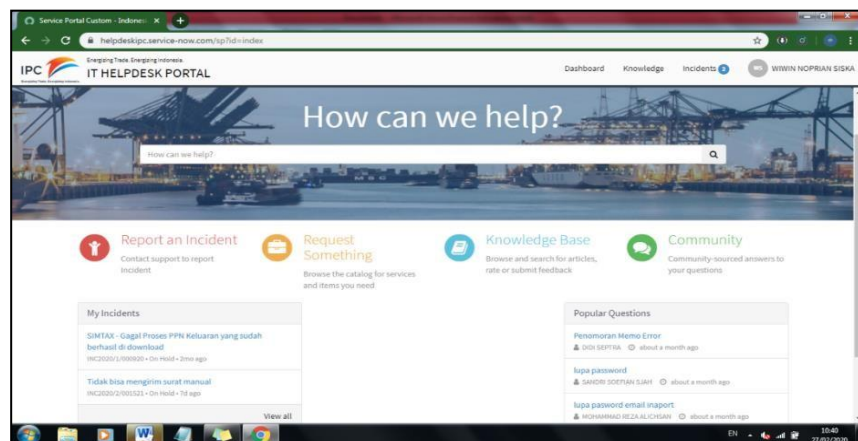 Service Portal Custom - Indones
helpdeskipc.service-now.com/sp?id=index
IPC
Energizing Trade. Energizing Indonesia.
IT HELPDESK PORTAL
Dashboard
Knowledge
Incidents 2
WIWIN NOPRIAN SISKA
How can we help?
How can we help?
Report an Incident
Contact support to report
incident
Request
Something
Browse the catalog for services
and items you need
Knowledge Base
Browse and search for articles,
rate or submit feedback
Community
Community-sourced answers to
your questions
My Incidents
SIMTAX - Gagal Proses PPN Keluaran yang sudah
berhasil di download
INC2020/1/000920 • On Hold • 2mo ago
Tidak bisa mengirim surat manual
INC2020/2/001521 • On Hold • 7d ago
View all
Popular Questions
Penomoran Memo Error
DIDI SEPTRA about a month ago
lupa password
SANDRI SOEPIAN SJAH about a month ago
lupa pasword email inaport
MOHAMMAD REZA ALICHSAN about a month ago
EN
10:40
27/02/2020